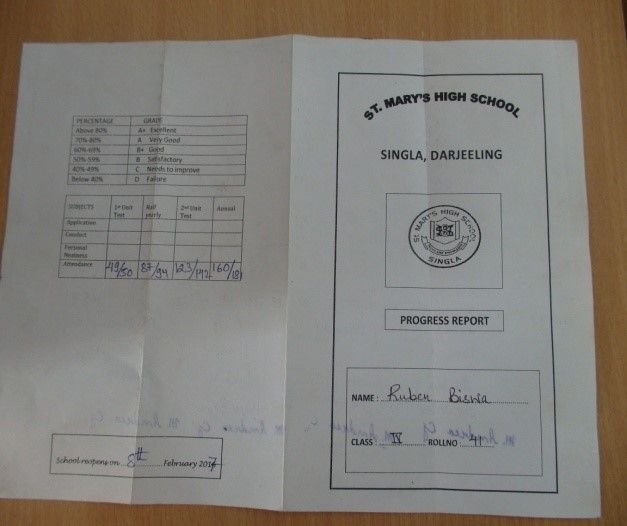 PERCENTAGE GRADE
Above 80% A+ Excellent
70%-80% A Very Good
60%-69% B+ Good
50%-59% B Satisfactory
40%-49% C Needs to improve
Below 40% D Failure
SUBJECTS 1st Unit Test Half yearly 2nd Unit Test Annual
Application
Conduct
Personal Neatness
Attendance 49/50 87/94 123/142 160/181
School reopens on 8th February 2017
ST. MARY'S HIGH SCHOOL
SINGLA, DARJEELING
ST. MARY'S HIGH SCHOOL
SINGLA
PROGRESS REPORT
NAME: Ruben Biswa
CLASS IV ROLLNO: 41